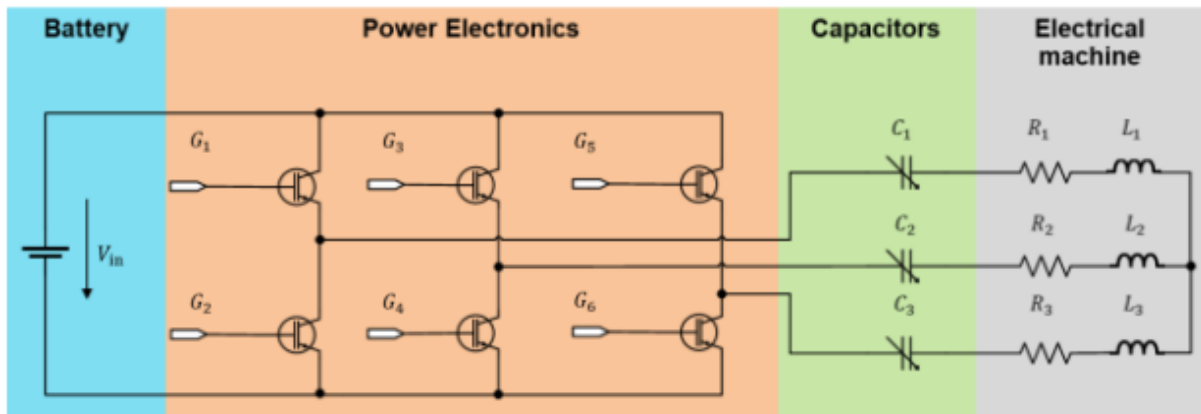 Battery
Power Electronics
Capacitors
Electrical
machine
G₁
G₃
G₅
C₁
R₁
L₁
Vin
C₂
R₂
L₂
G₂
G₄
G₆
C₃
R₃
L₃